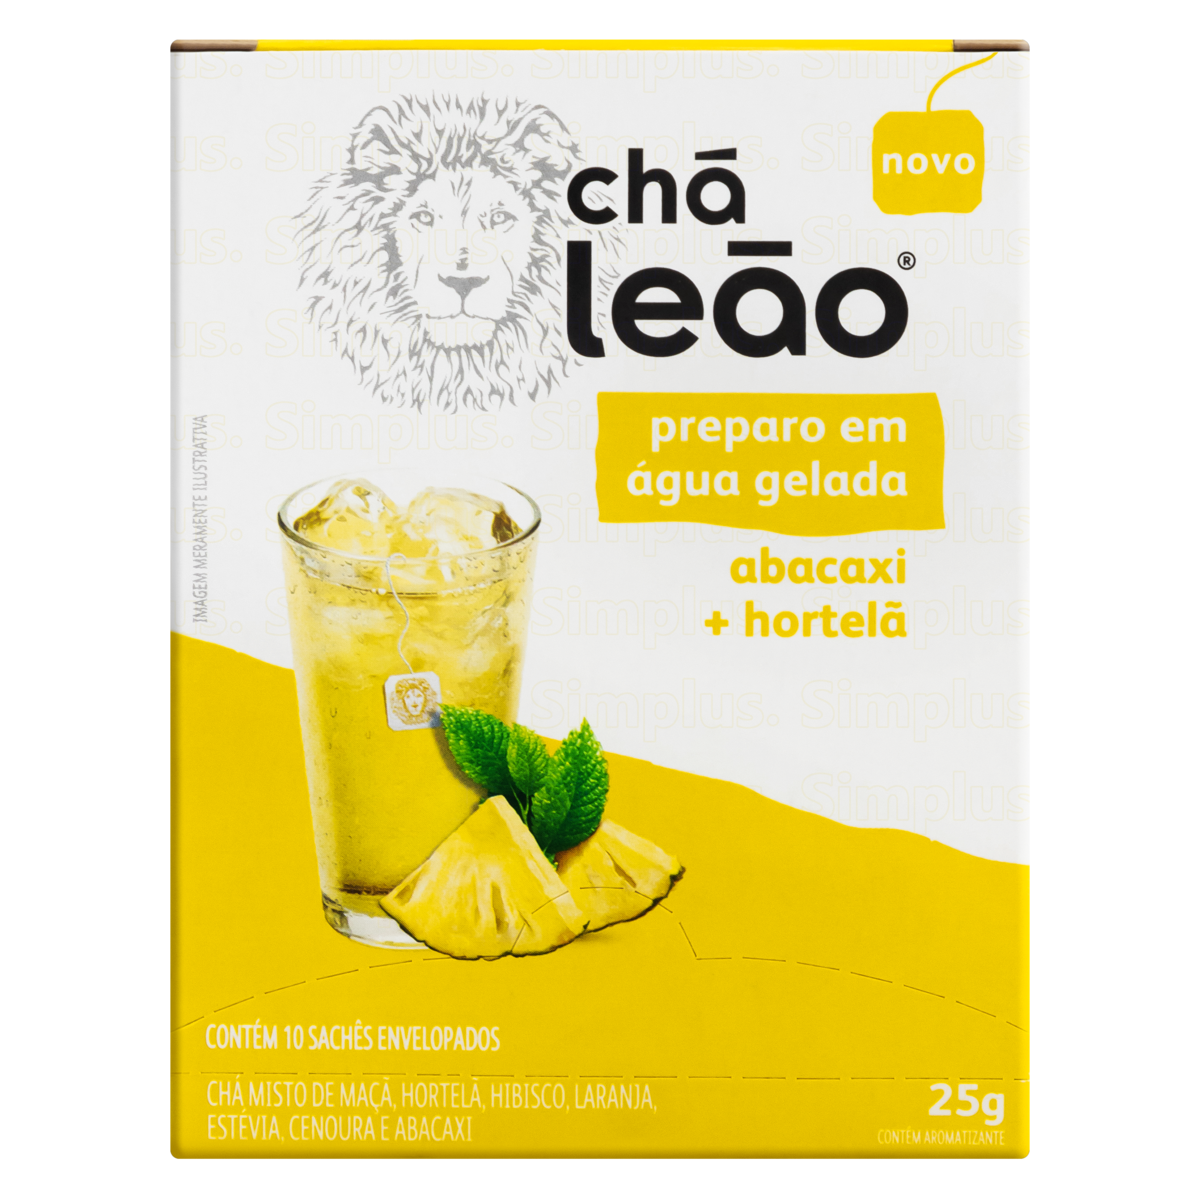 novo
chá
leão®
preparo em
água gelada
abacaxi
+ hortelã
IMAGEM MERAMENTE ILUSTRATIVA
CONTÉM 10 SACHÊS ENVELOPADOS
CHÁ MISTO DE MAÇÃ, HORTELÃ, HIBISCO, LARANJA,
ESTÉVIA, CENOURA E ABACAXI
25g
CONTÉM AROMATIZANTE
Simplus.